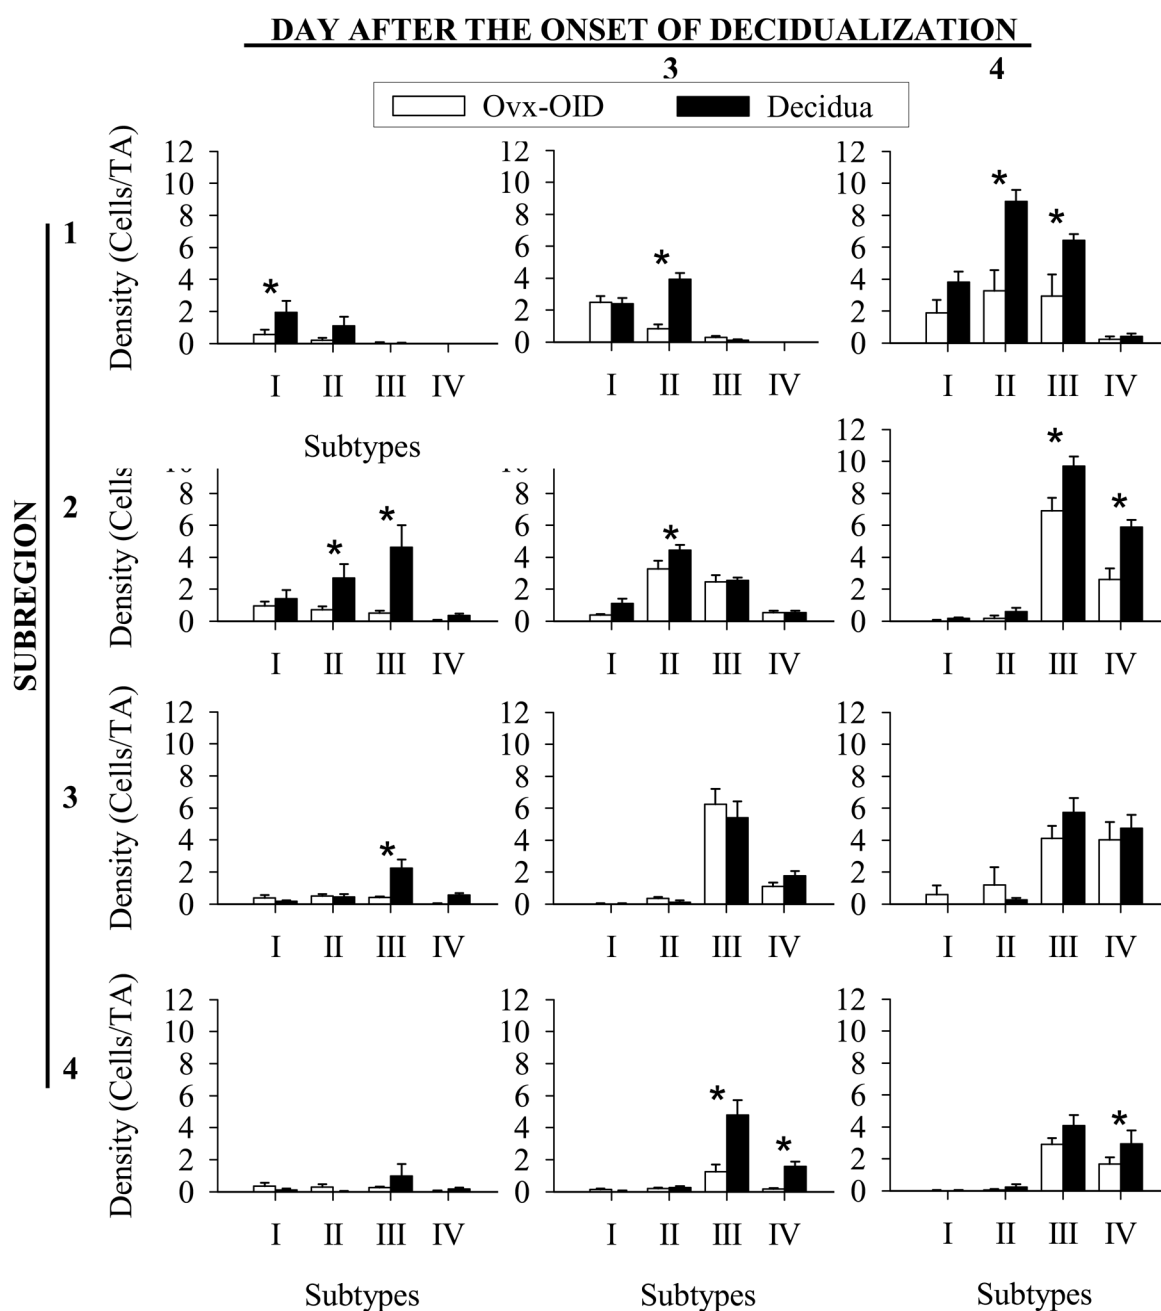 DAY AFTER THE ONSET OF DECIDUALIZATION
3 4
Ovx-OID Decidua
SUBREGION
1
Density (Cells/TA)
12 12 12
10 10 10
8 8 8
6 6 6
4 4 4
2 2 2
0 0 0
* * * *
I II III IV I II III IV I II III IV
Subtypes
2
Density (Cells
12
10
8 8 8
6 6 6
4 4 4
2 2 2
0 0 0
* * * * *
I II III IV I II III IV I II III IV
3
Density (Cells/TA)
12 12 12
10 10 10
8 8 8
6 6 6
4 4 4
2 2 2
0 0 0
*
I II III IV I II III IV I II III IV
4
Density (Cells/TA)
12 12 12
10 10 10
8 8 8
6 6 6
4 4 4
2 2 2
0 0 0
* * *
I II III IV I II III IV I II III IV
Subtypes Subtypes Subtypes